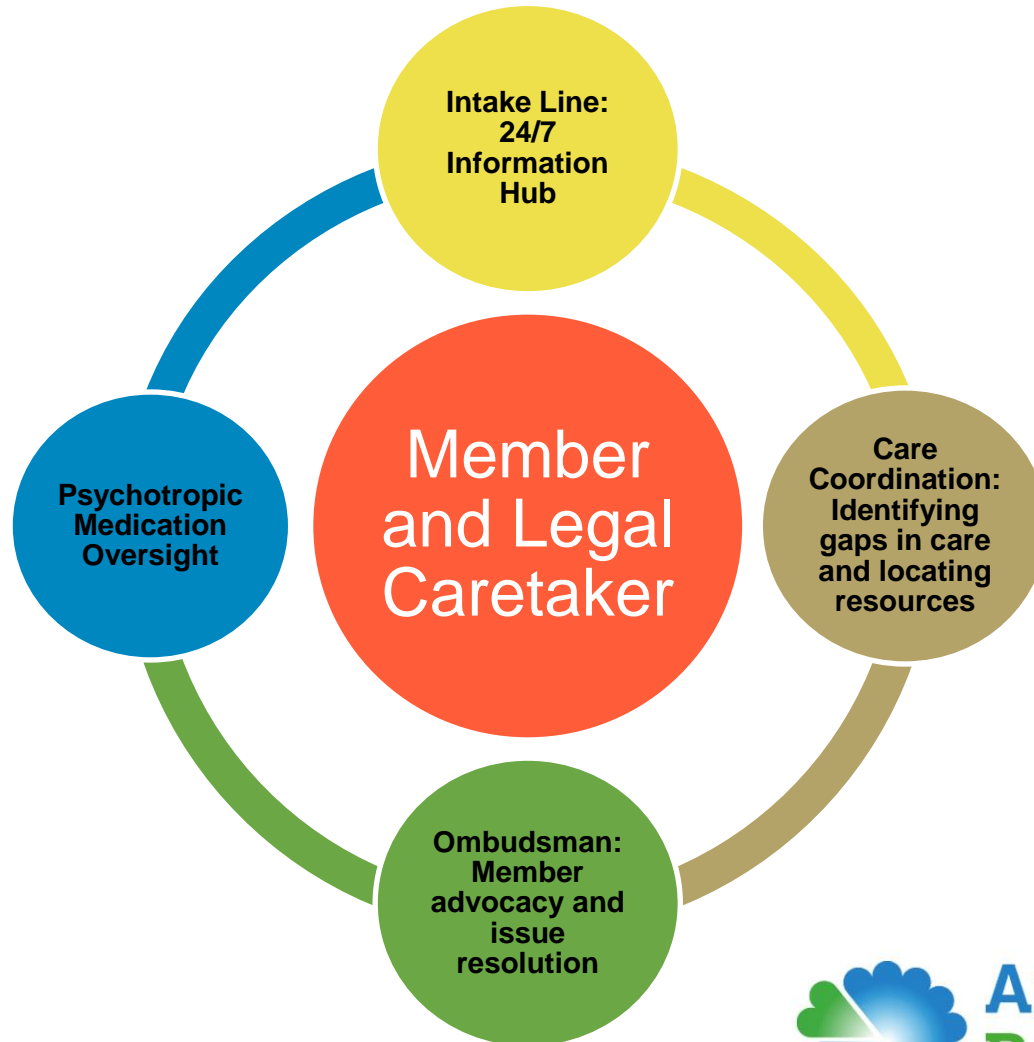 Intake Line:
24/7
Information
Hub
Member
and Legal
Caretaker
Psychotropic
Medication
Oversight
Care
Coordination:
Identifying
gaps in care
and locating
resources
Ombudsman:
Member
advocacy and
issue
resolution
A